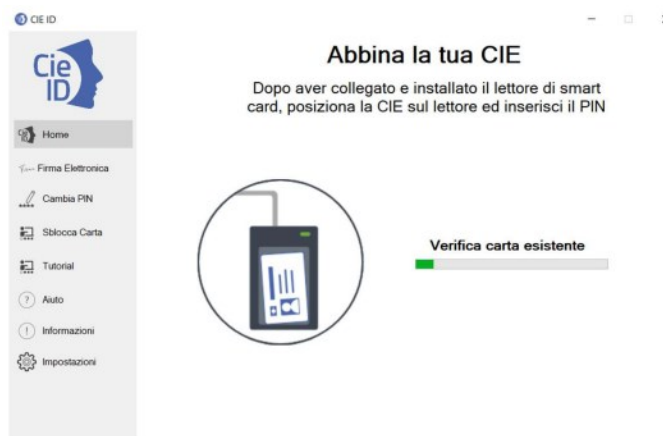 CIE ID
Cie
ID
Abbina la tua CIE
Dopo aver collegato e installato il lettore di smart
card, posiziona la CIE sul lettore ed inserisci il PIN
Home
Firma Elettronica
Cambia PIN
Sblocca Carta
Tutorial
Aiuto
Informazioni
Impostazioni
Verifica carta esistente